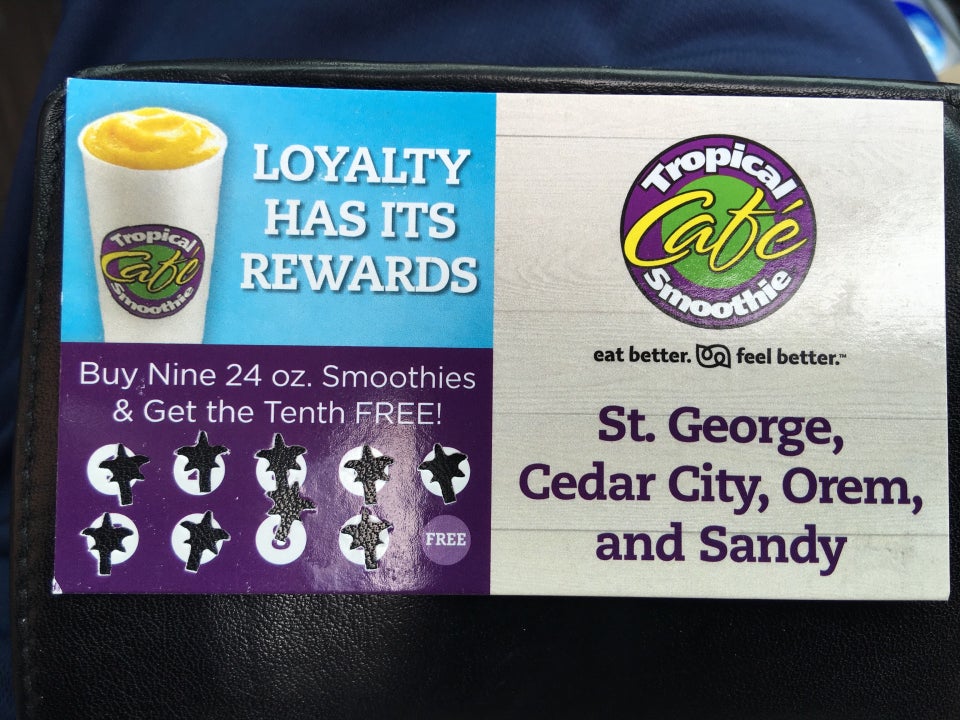 LOYALTY
HAS ITS
REWARDS
Tropical
Café
Smoothie
Buy Nine 24 oz. Smoothies
& Get the Tenth FREE!
FREE
Tropical
Café
Smoothie
eat better. feel better.™
St. George,
Cedar City, Orem,
and Sandy